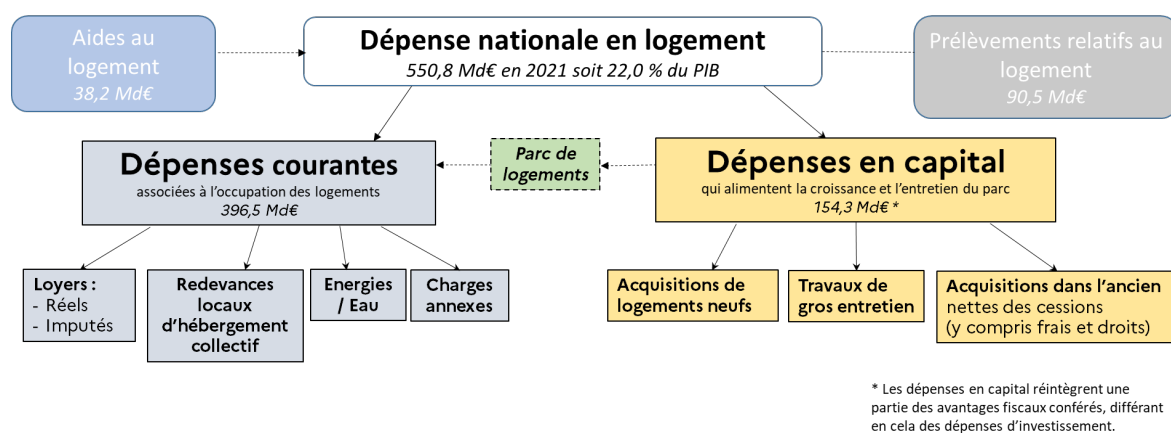 Aides au
logement
38,2 Md€
Dépense nationale en logement
550,8 Md€ en 2021 soit 22,0 % du PIB
Prélèvements relatifs au
logement
90,5 Md€
Dépenses courantes
associées à l'occupation des logements
396,5 Md€
Parc de
logements
Dépenses en capital
qui alimentent la croissance et l'entretien du parc
154,3 Md€ *
Loyers :
- Réels
- Imputés
Redevances
locaux
d'hébergement
collectif
Energies
/ Eau
Charges
annexes
Acquisitions de
logements neufs
Travaux de
gros entretien
Acquisitions dans l'ancien
nettes des cessions
(y compris frais et droits)
* Les dépenses en capital réintègrent une
partie des avantages fiscaux conférés, différant
en cela des dépenses d'investissement.